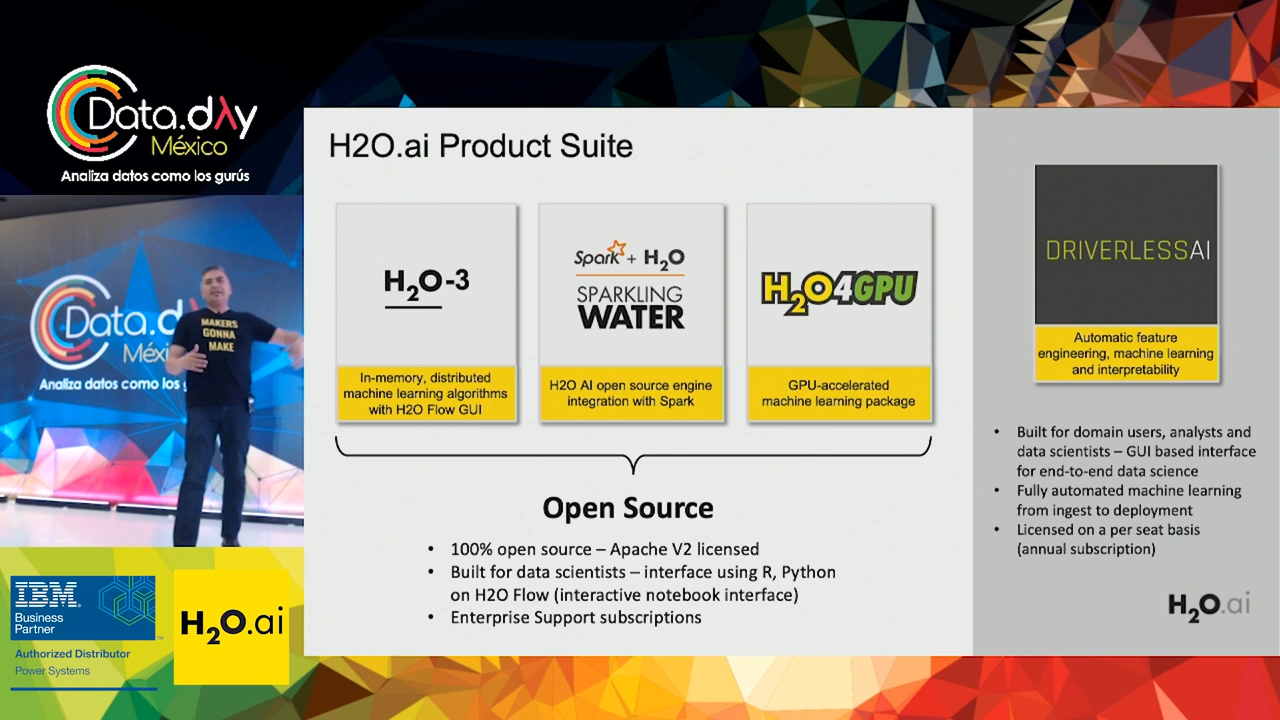 Data.dλy
México
Analiza datos como los gurús
Data.d
Méxi
Analiza datos como los g
MAKERS
GONNA
MAKE
IBM
Business
Partner
TM
Authorized Distributor
Power Systems
H2O.ai
H2O.ai Product Suite
H2O-3
In-memory, distributed
machine learning algorithms
with H2O Flow GUI
Spark + H2O
SPARKLING
WATER
H2O AI open source engine
integration with Spark
H2O4GPU
GPU-accelerated
machine learning package
Open Source
• 100% open source – Apache V2 licensed
• Built for data scientists – interface using R, Python
on H2O Flow (interactive notebook interface)
• Enterprise Support subscriptions
DRIVERLESSAI
Automatic feature
engineering, machine learning
and interpretability
• Built for domain users, analysts and
data scientists – GUI based interface
for end-to-end data science
• Fully automated machine learning
from ingest to deployment
• Licensed on a per seat basis
(annual subscription)
H2O.ai